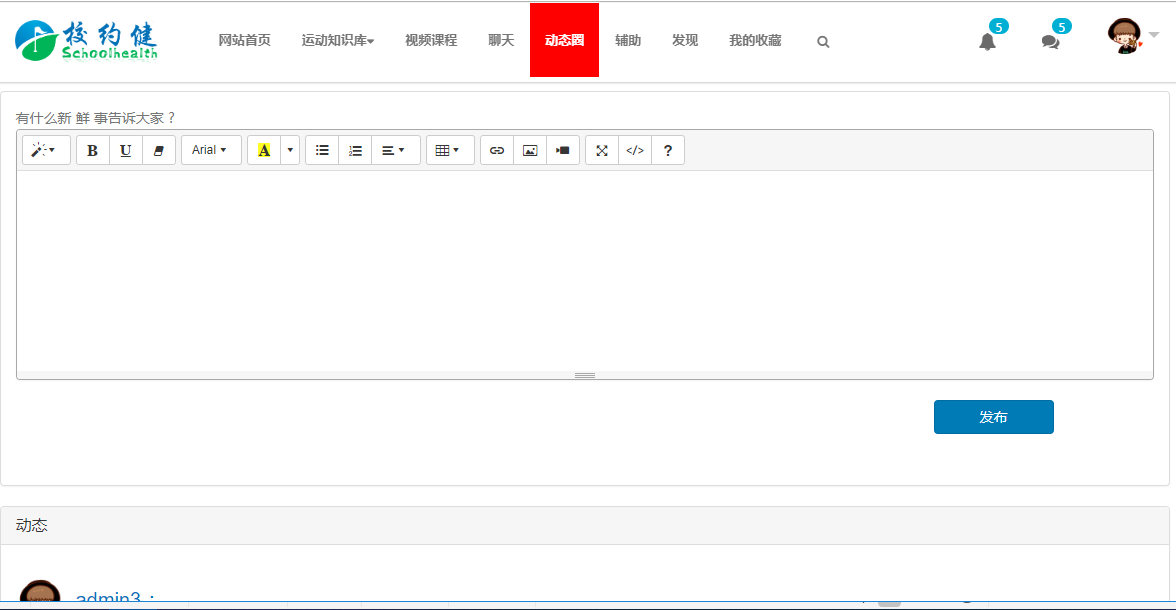 校约健
Schoolhealth
网站首页 运动知识库 视频课程 聊天 动态圈 辅助 发现 我的收藏 5 5
有什么新 鲜 事告诉大家？
B U Arial A </> ?
发布
动态
admin3：